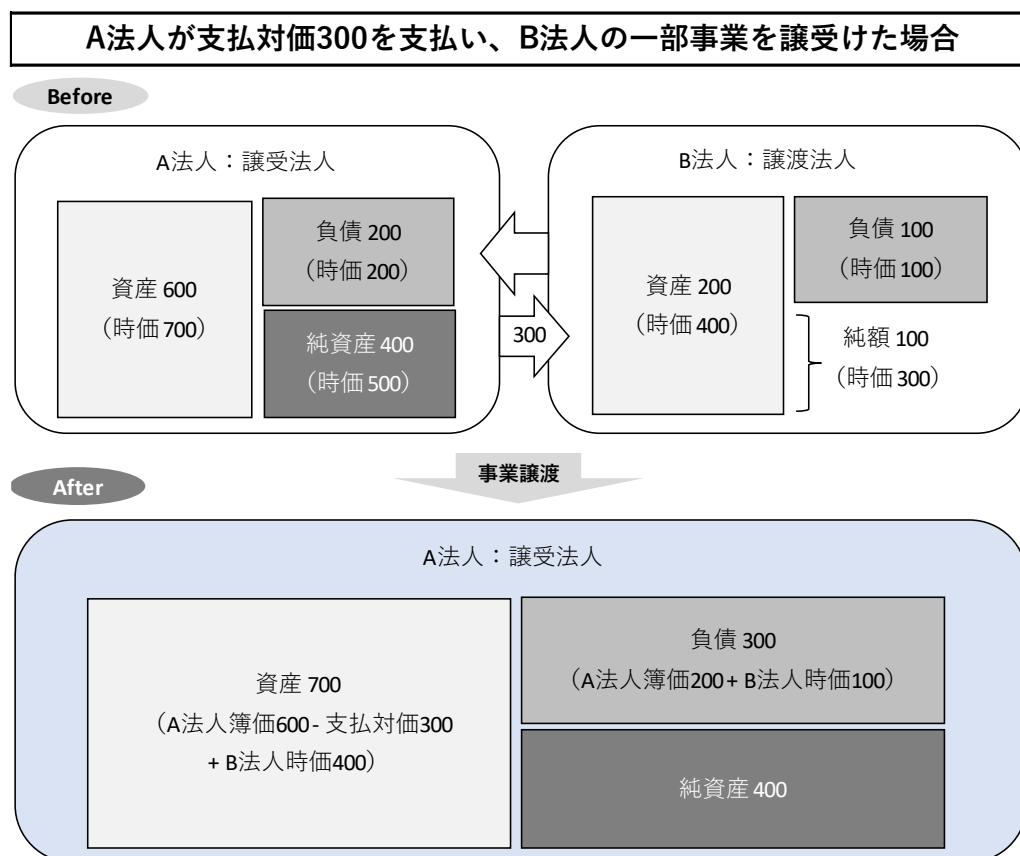 A法人が支払対価300を支払い、B法人の一部事業を譲受けた場合
Before
A法人：譲受法人
資産 600
（時価 700）
負債 200
（時価 200）
純資産 400
（時価 500）
300
B法人：譲渡法人
資産 200
（時価 400）
負債 100
（時価 100）
純額 100
（時価 300）
事業譲渡
After
A法人：譲受法人
資産 700
（A法人簿価600 - 支払対価300
+ B法人時価400）
負債 300
（A法人簿価200 + B法人時価100）
純資産 400